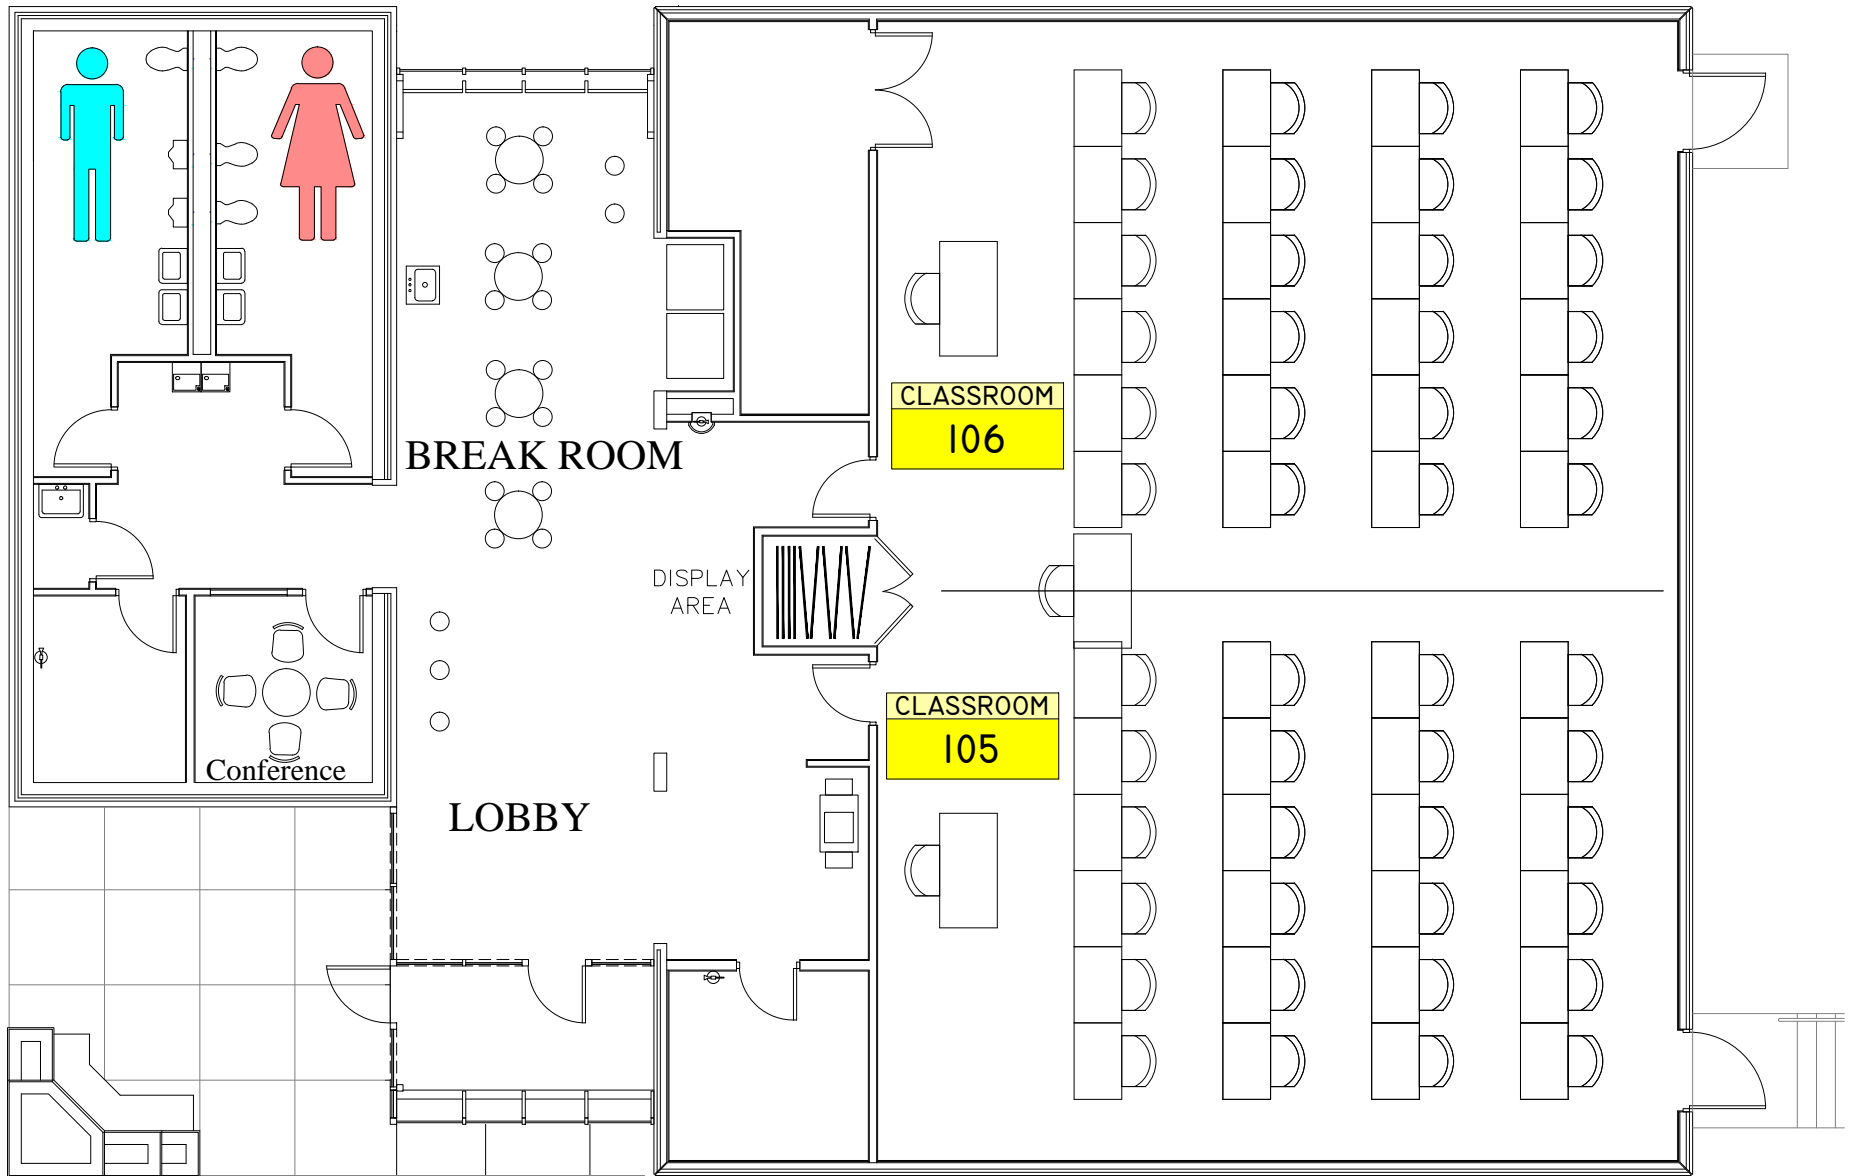 CLASSROOM
106
BREAK ROOM
DISPLAY
AREA
CLASSROOM
105
Conference
LOBBY